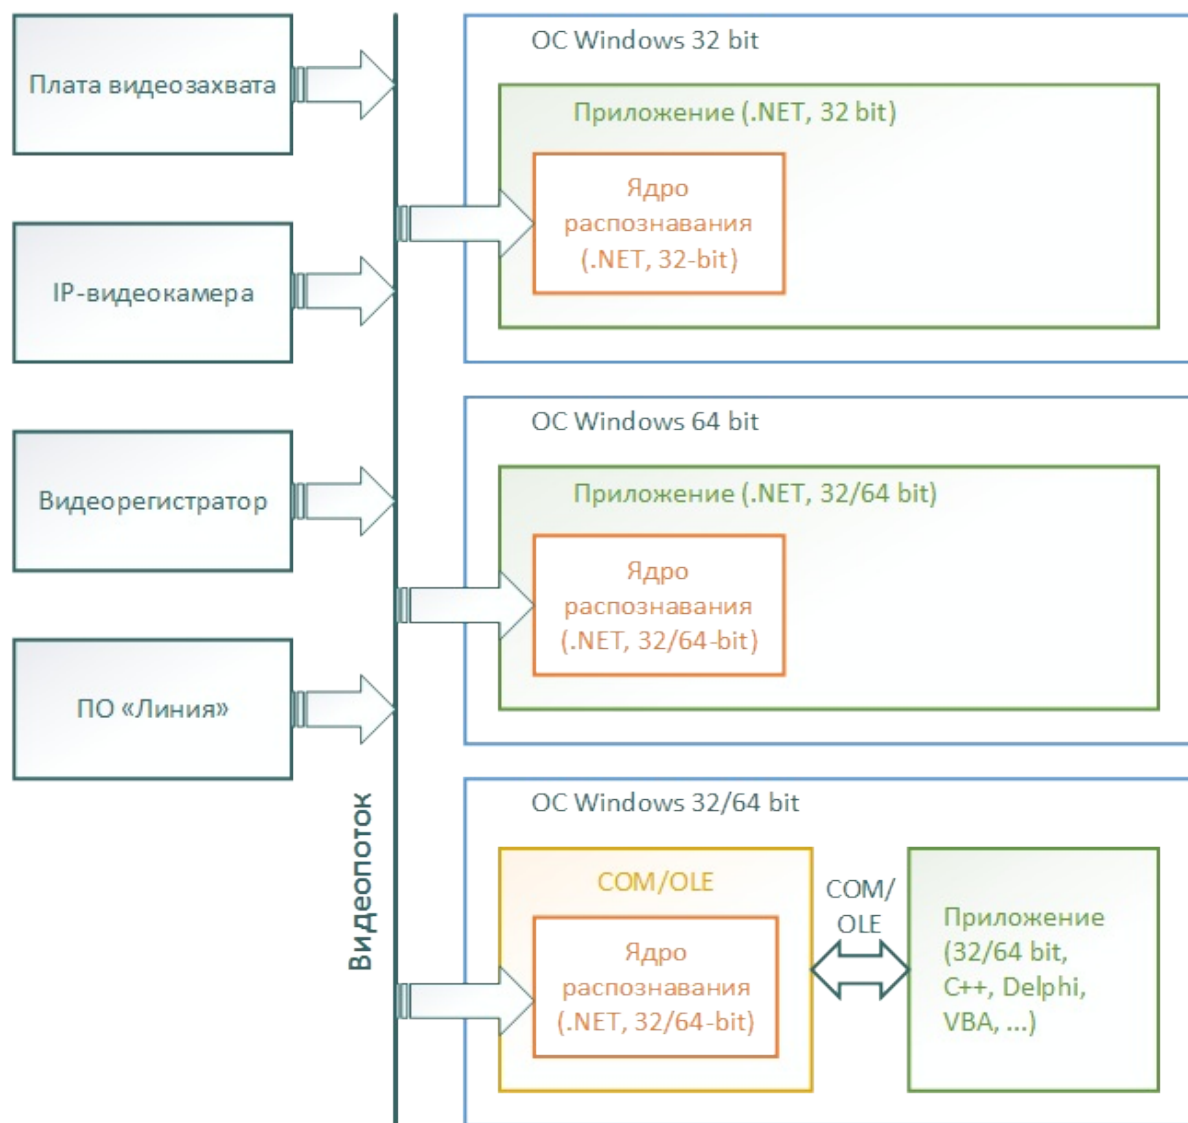 Плата видеозахвата
IP-видеокамера
Видеорегистратор
ПО «Линия»
Видеопоток
ОС Windows 32 bit
Приложение (.NET, 32 bit)
Ядро
распознавания
(.NET, 32-bit)
ОС Windows 64 bit
Приложение (.NET, 32/64 bit)
Ядро
распознавания
(.NET, 32/64-bit)
ОС Windows 32/64 bit
COM/OLE
Ядро
распознавания
(.NET, 32/64-bit)
COM/
OLE
Приложение
(32/64 bit,
C++, Delphi,
VBA, ...)